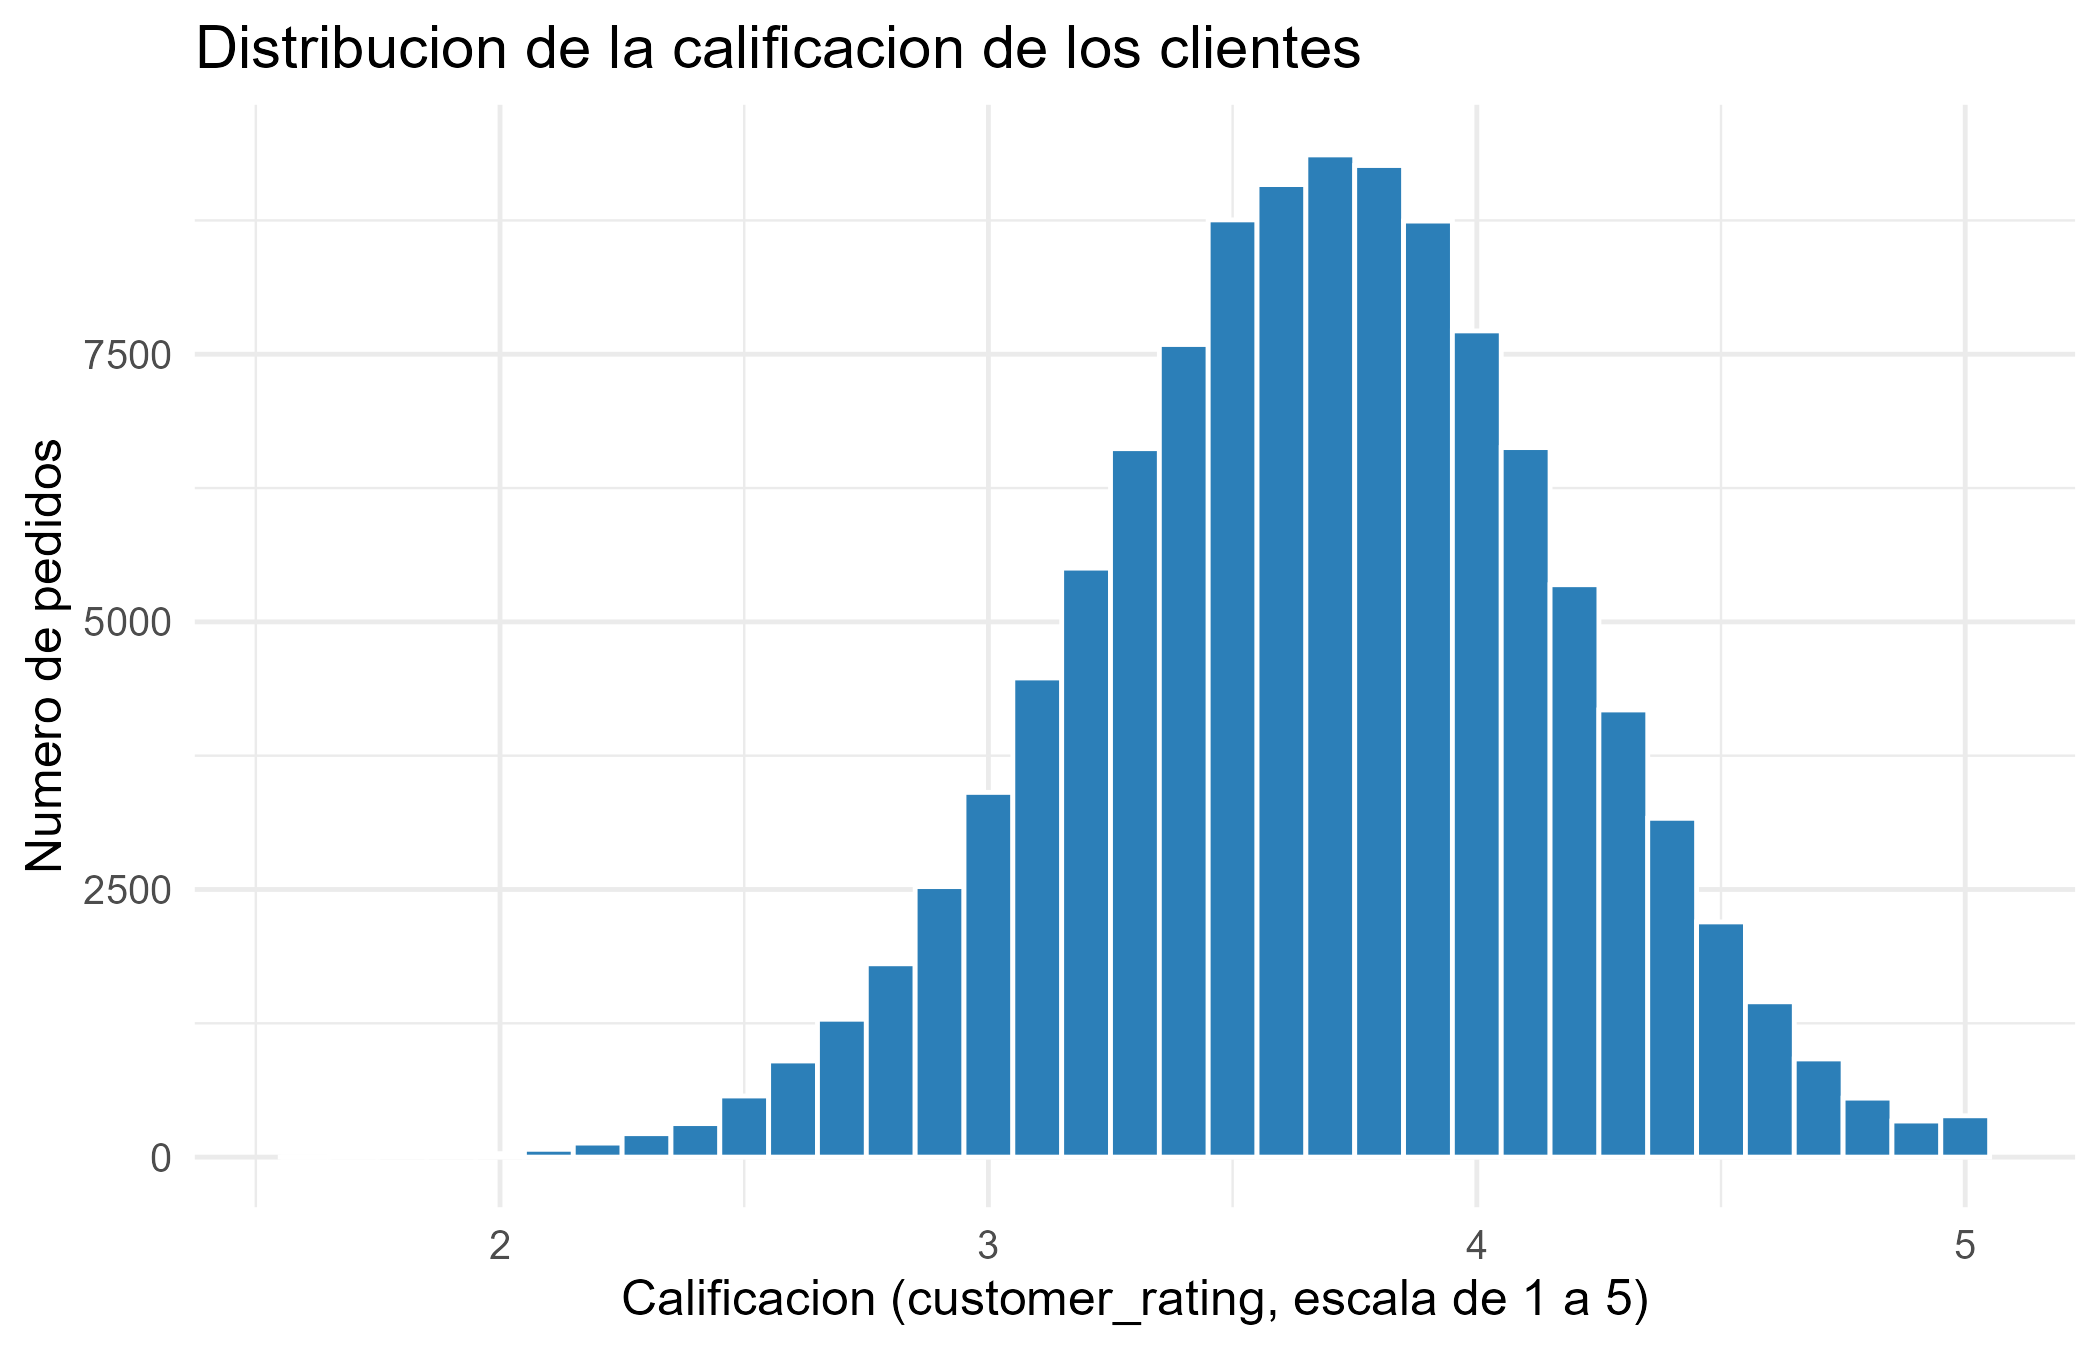 Distribucion de la calificacion de los clientes
Numero de pedidos
7500
5000
2500
0
2 3 4 5
Calificacion (customer_rating, escala de 1 a 5)